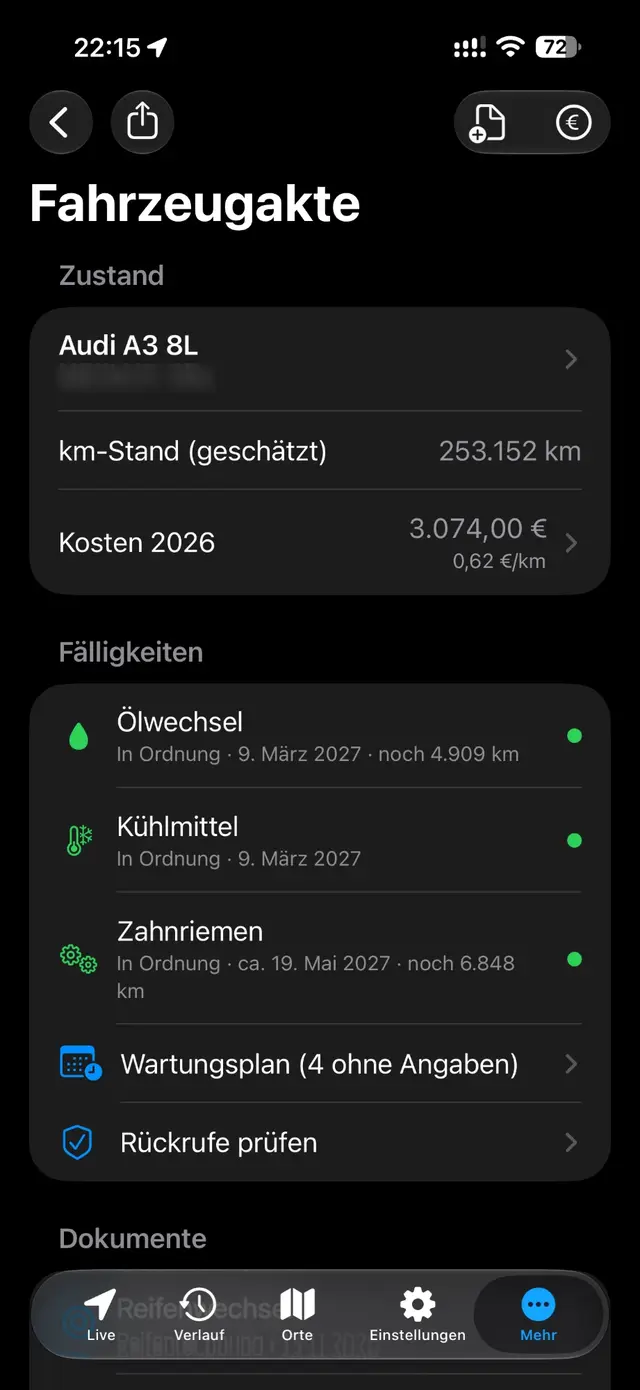 22:15
72
€
Fahrzeugakte
Zustand
Audi A3 8L
km-Stand (geschätzt)
253.152 km
Kosten 2026
3.074,00 €
0,62 €/km
Fälligkeiten
Ölwechsel
In Ordnung · 9. März 2027 · noch 4.909 km
Kühlmittel
In Ordnung · 9. März 2027
Zahnriemen
In Ordnung · ca. 19. Mai 2027 · noch 6.848
km
Wartungsplan (4 ohne Angaben)
Rückrufe prüfen
Dokumente
Reifenwechsel
Live
Verlauf
Orte
Einstellungen
Mehr